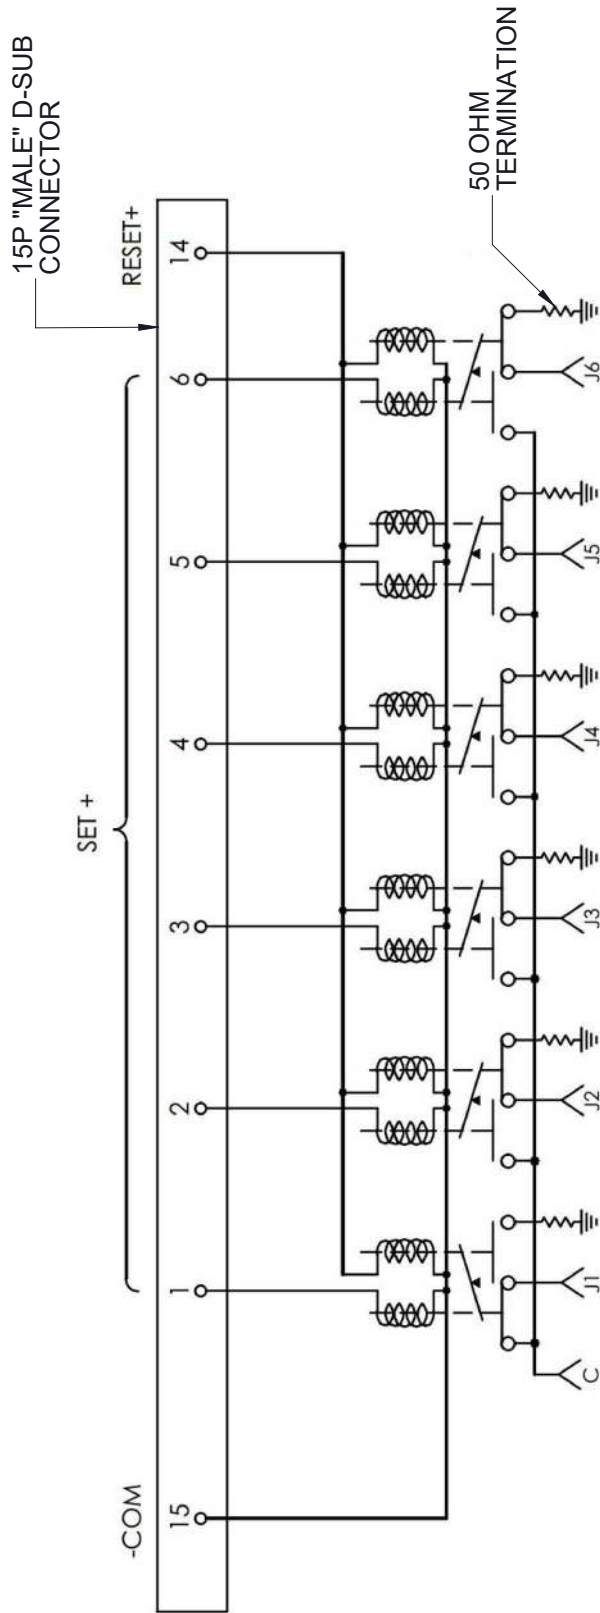 15P "MALE" D-SUB
CONNECTOR
SET +
-COM
RESET+
15
1
2
3
4
5
6
14
50 OHM
TERMINATION
C
J1
J2
J3
J4
J5
J6